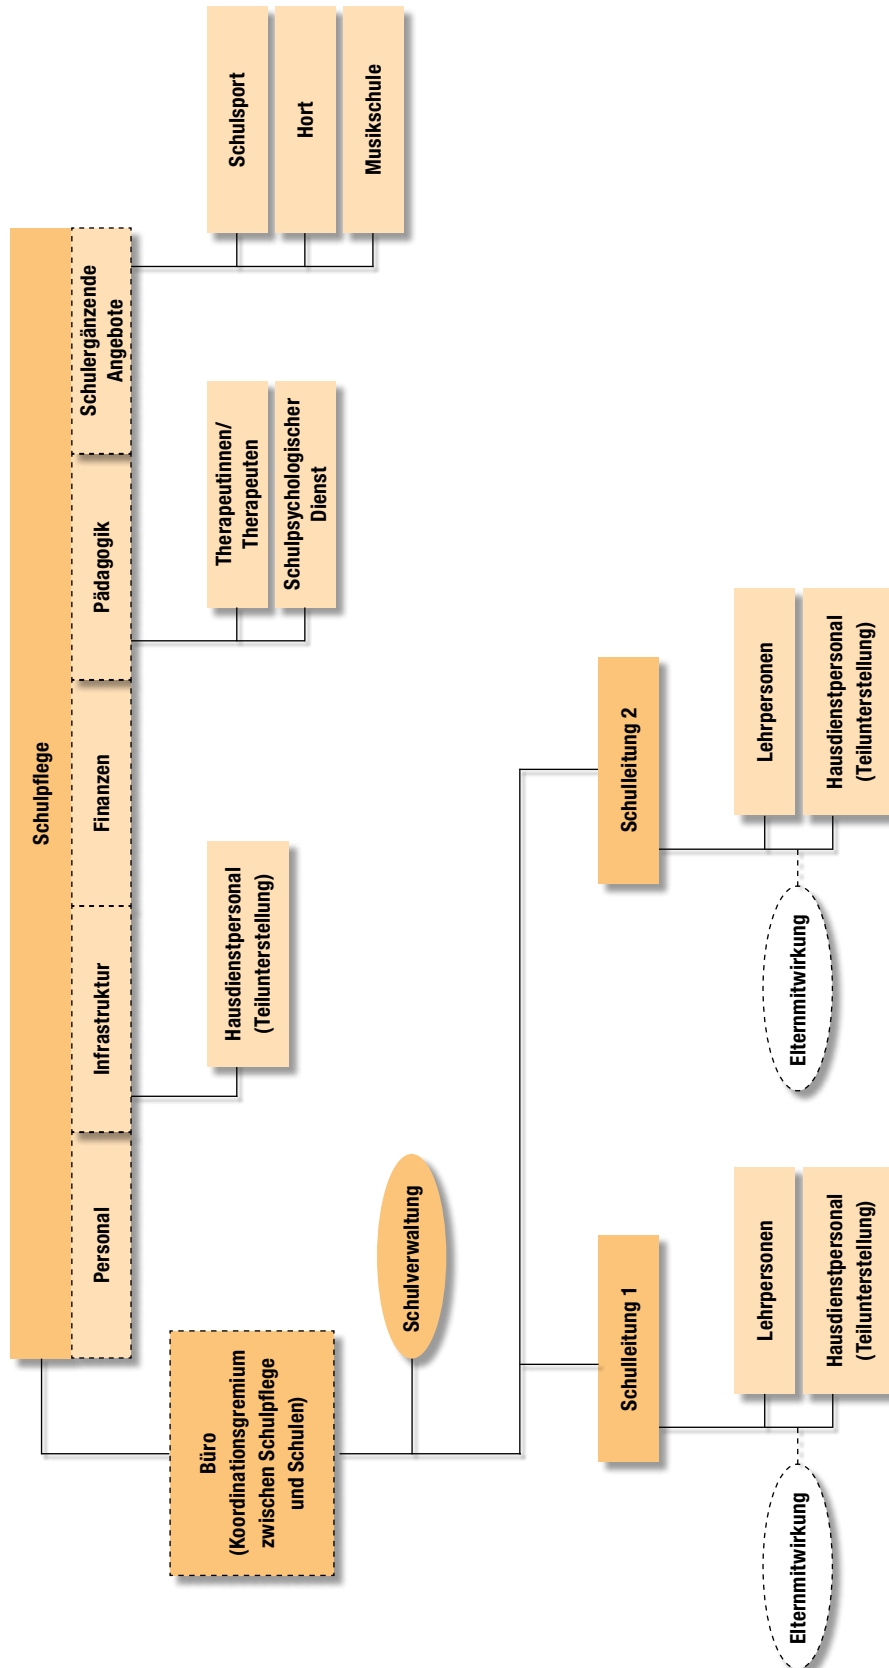 Schulpflege
Personal
Infrastruktur
Finanzen
Pädagogik
Schulergänzende
Angebote
Büro
(Koordinationsgremium
zwischen Schulpflege
und Schulen)
Hausdienstpersonal
(Teilunterstellung)
Therapeutinnen/
Therapeuten
Schulpsychologischer
Dienst
Schulsport
Hort
Musikschule
Schulverwaltung
Schulleitung 1
Schulleitung 2
Elternmitwirkung
Lehrpersonen
Hausdienstpersonal
(Teilunterstellung)
Elternmitwirkung
Lehrpersonen
Hausdienstpersonal
(Teilunterstellung)